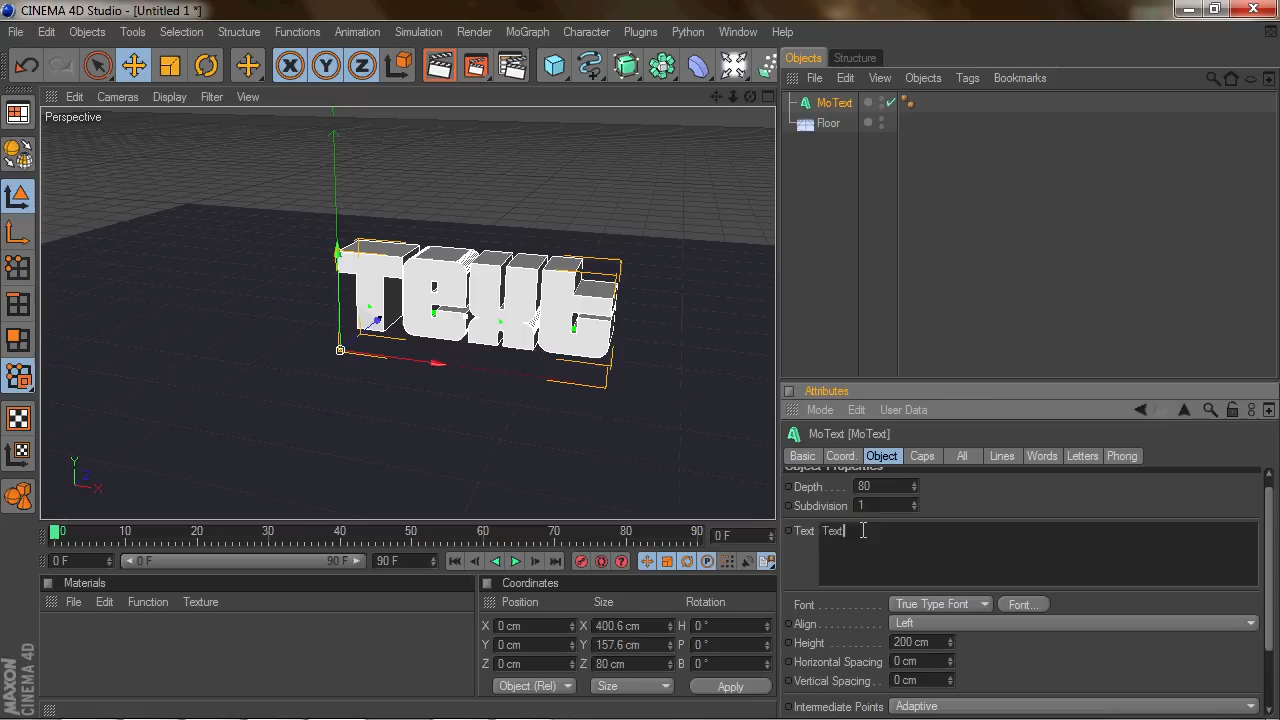 CINEMA 4D Studio - [Untitled 1 *]
File Edit Objects Tools Selection Structure Functions Animation Simulation Render MoGraph Character Plugins Python Window Help
X Y Z
Objects Structure
File Edit View Objects Tags Bookmarks
MoText
Floor
Edit Cameras Display Filter View
Perspective
Text
Y
Z
X
Attributes
Mode Edit User Data
MoText [MoText]
Basic Coord. Object Caps All Lines Words Letters Phong
Object Properties
Depth . . . . 80
Subdivision 1
Text Text
Font . . . . . . . . . . . True Type Font Font...
Align . . . . . . . . . . . Left
Height . . . . . . . . . 200 cm
Horizontal Spacing 0 cm
Vertical Spacing . . 0 cm
Intermediate Points Adaptive
0 10 20 30 40 50 60 70 80 90 0 F
0 F 0 F 90 F 90 F
Materials
File Edit Function Texture
Coordinates
Position Size Rotation
X 0 cm X 400.6 cm H 0 °
Y 0 cm Y 157.6 cm P 0 °
Z 0 cm Z 80 cm B 0 °
Object (Rel) Size Apply
MAXON
CINEMA 4D